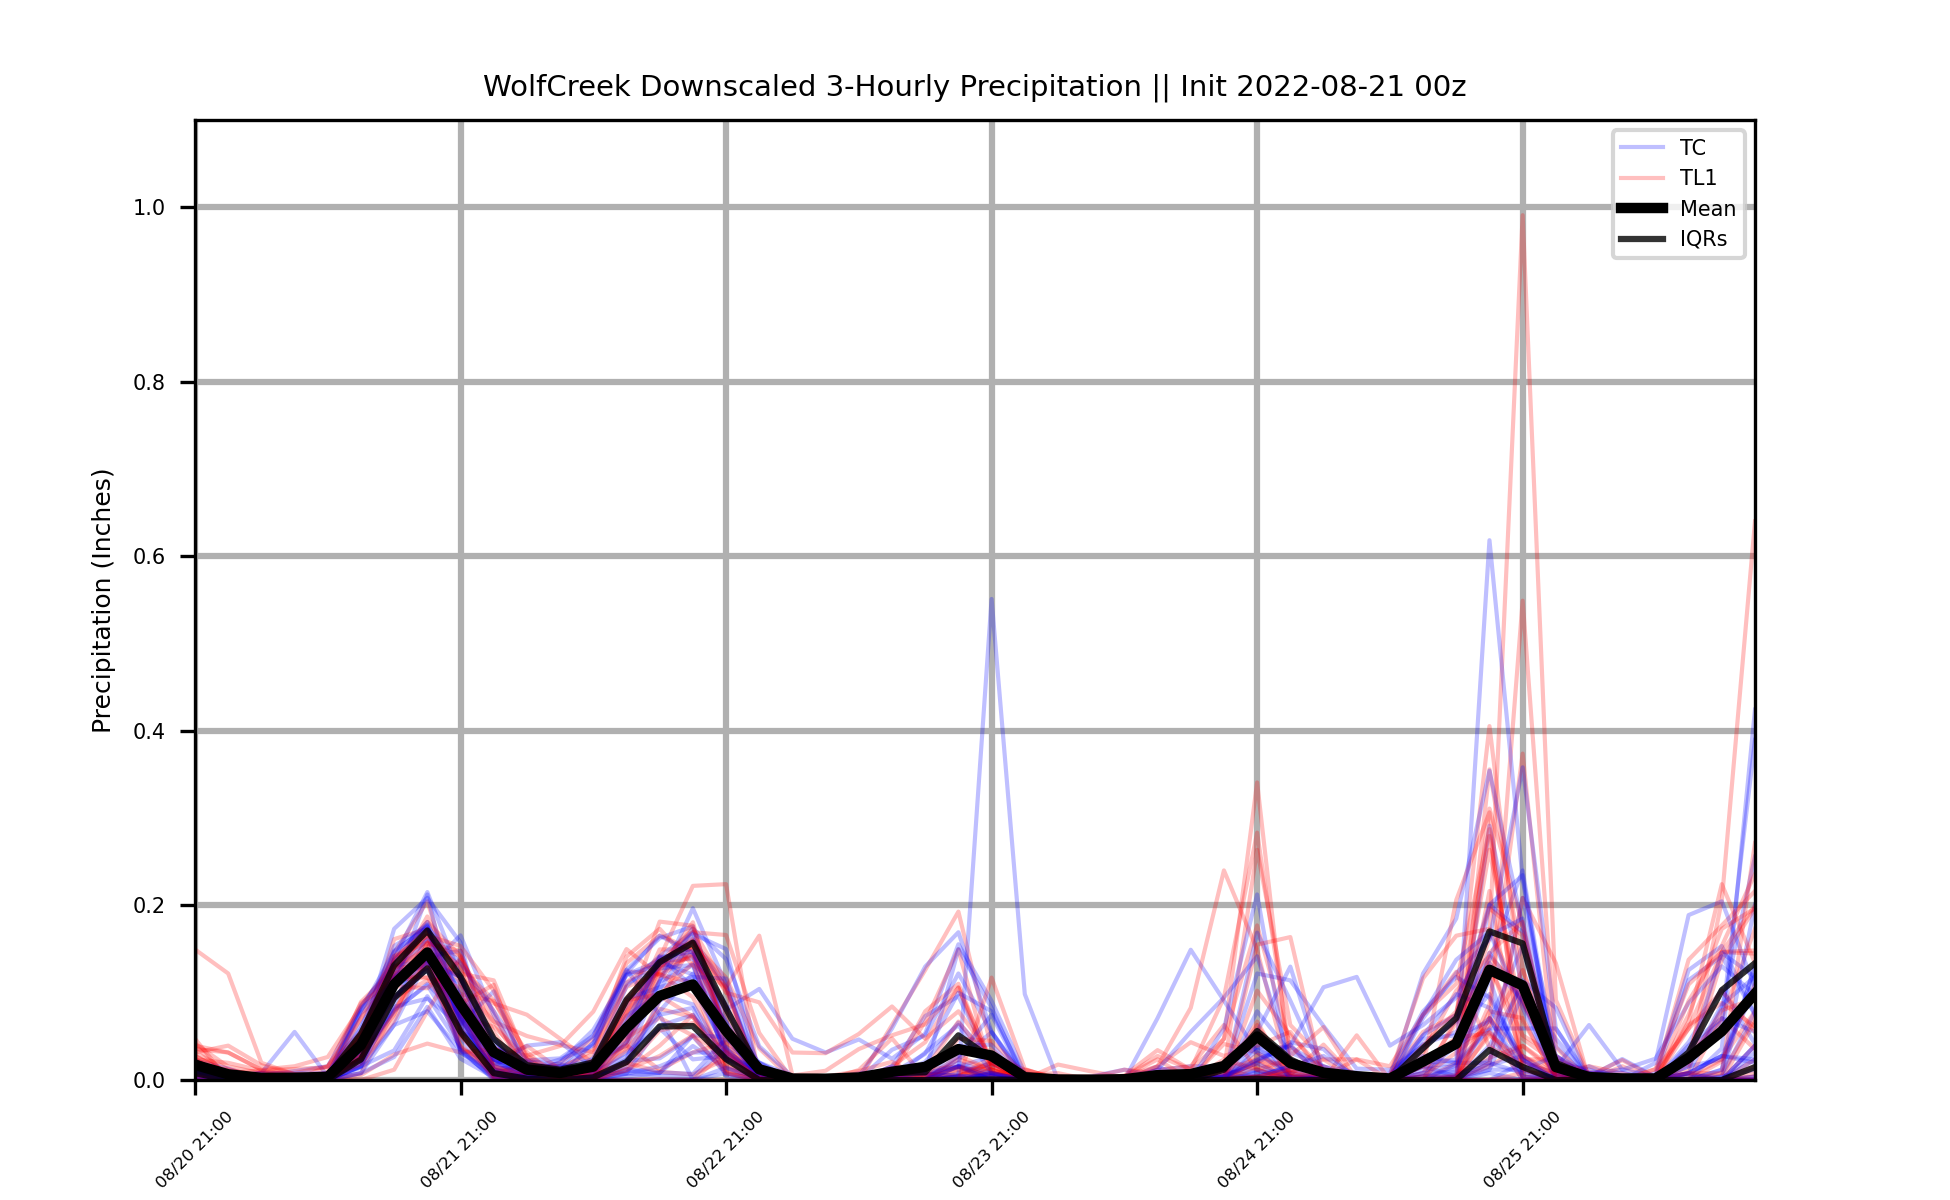 WolfCreek Downscaled 3-Hourly Precipitation || Init 2022-08-21 00z
TC
TL1
Mean
IQRs
Precipitation (Inches)
1.0
0.8
0.6
0.4
0.2
0.0
08/20 21:00
08/21 21:00
08/22 21:00
08/23 21:00
08/24 21:00
08/25 21:00